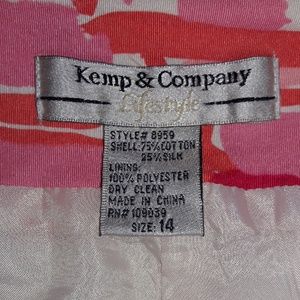 Kemp & Company
Lifestyle
STYLE# 8959
SHELL: 75% COTTON
25% SILK
LINING:
100% POLYESTER
DRY CLEAN
MADE IN CHINA
RN# 109039
SIZE: 14